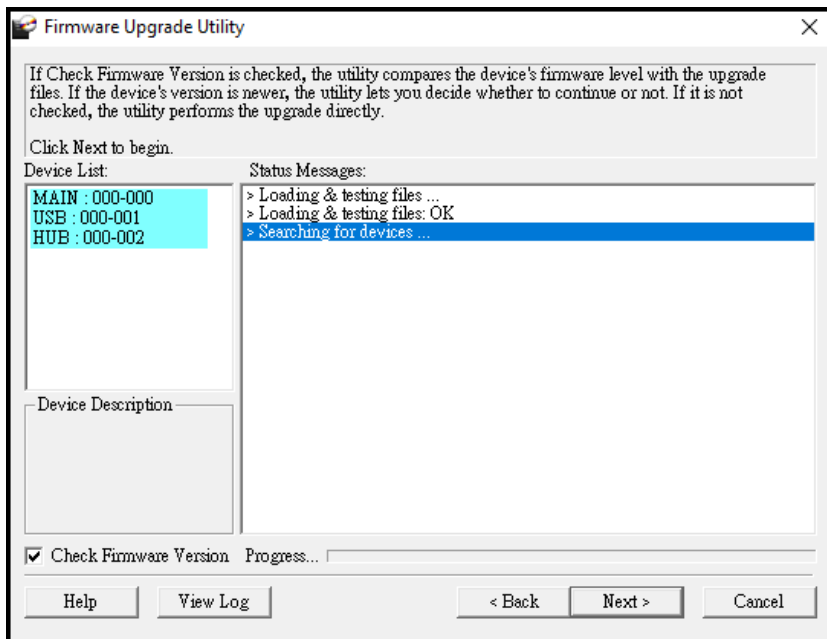 Firmware Upgrade Utility
If Check Firmware Version is checked, the utility compares the device's firmware level with the upgrade
files. If the device's version is newer, the utility lets you decide whether to continue or not. If it is not
checked, the utility performs the upgrade directly.
Click Next to begin.
Device List:
MAIN : 000-000
USB : 000-001
HUB : 000-002
Status Messages:
> Loading & testing files ...
> Loading & testing files: OK
> Searching for devices ...
Device Description
Check Firmware Version Progress...
Help View Log < Back Next > Cancel